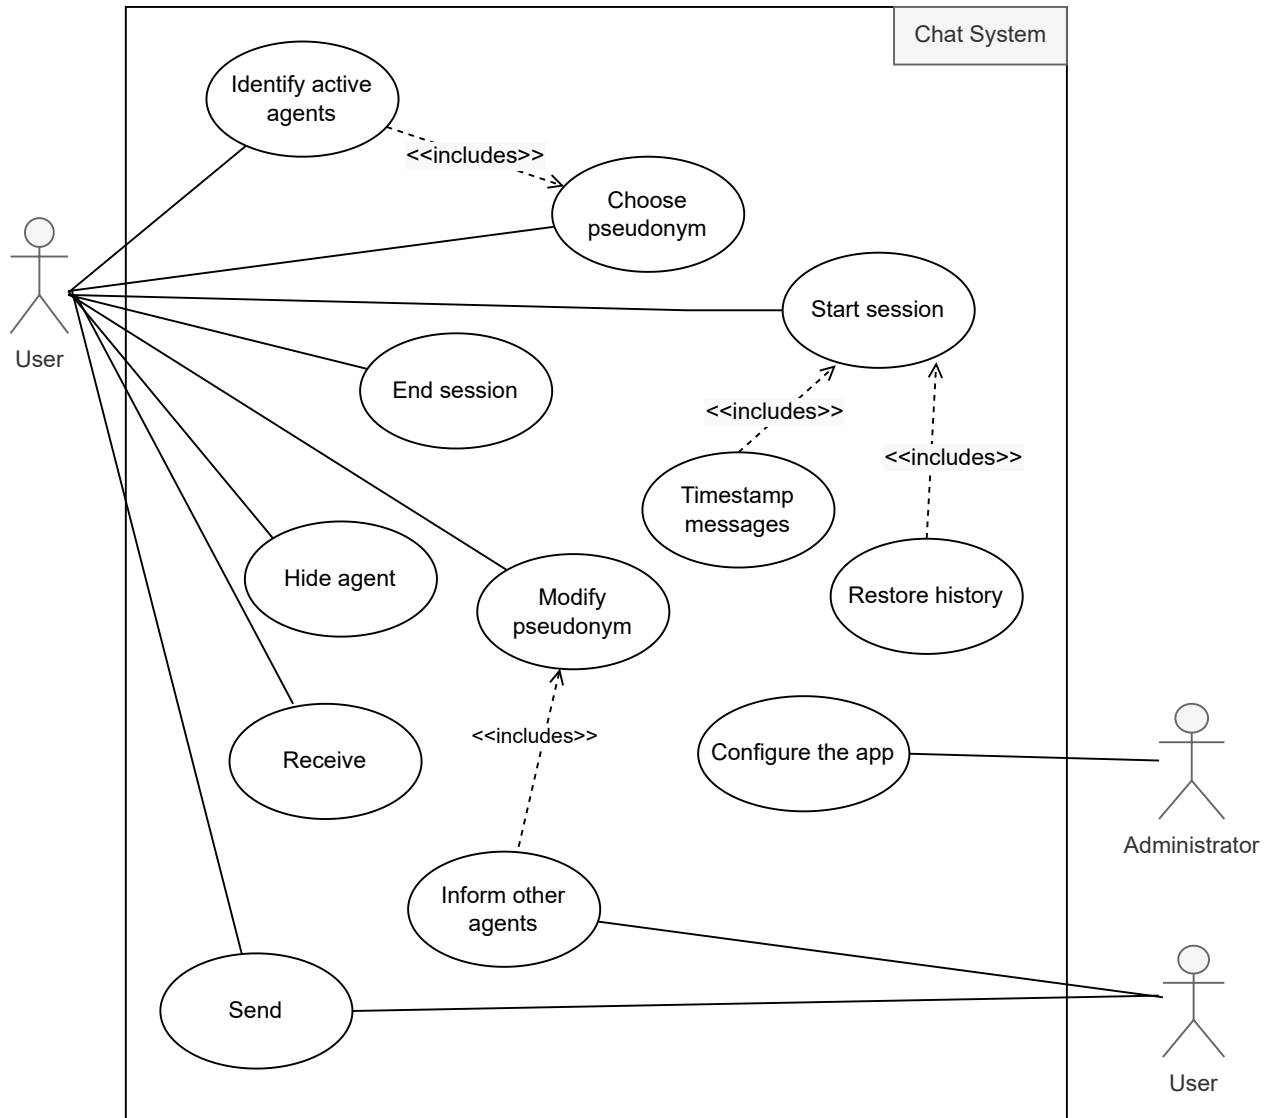 Chat System
Identify active
agents
<<includes>>
Choose
pseudonym
Start session
User
End session
<<includes>>
<<includes>>
Timestamp
messages
Hide agent
Modify
pseudonym
Restore history
<<includes>>
Receive
Configure the app
Administrator
Inform other
agents
Send
User